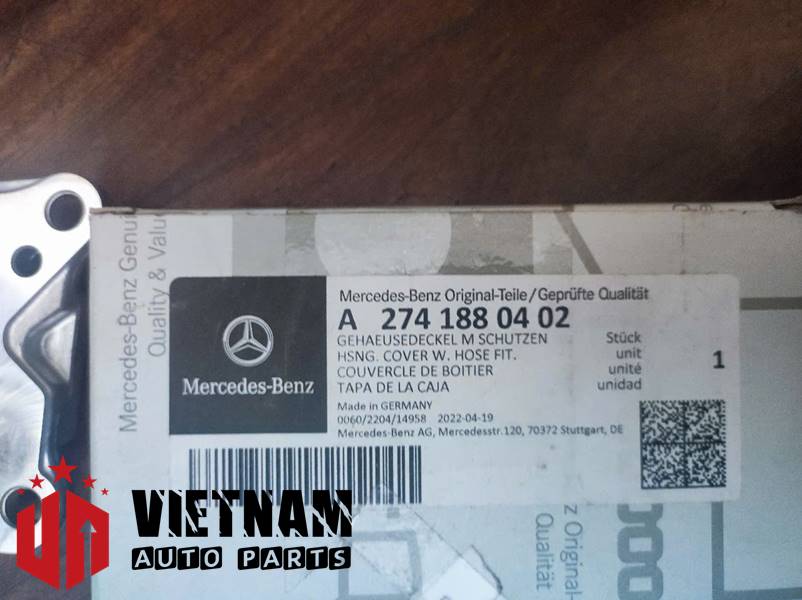 Mercedes-Benz Genu
Quality & Value
Mercedes-Benz Original-Teile/Geprüfte Qualität
A 274 188 04 02
GEHAEUSEDECKEL M SCHUTZEN Stück
HSNG. COVER W. HOSE FIT. unit
COUVERCLE DE BOITIER unité
TAPA DE LA CAJA unidad
1
Mercedes-Benz
Made in GERMANY
0060/2204/14958 2022-04-19
Mercedes-Benz AG, Mercedesstr.120, 70372 Stuttgart, DE
z Original-
Qualität
VIETNAM
AUTO PARTS